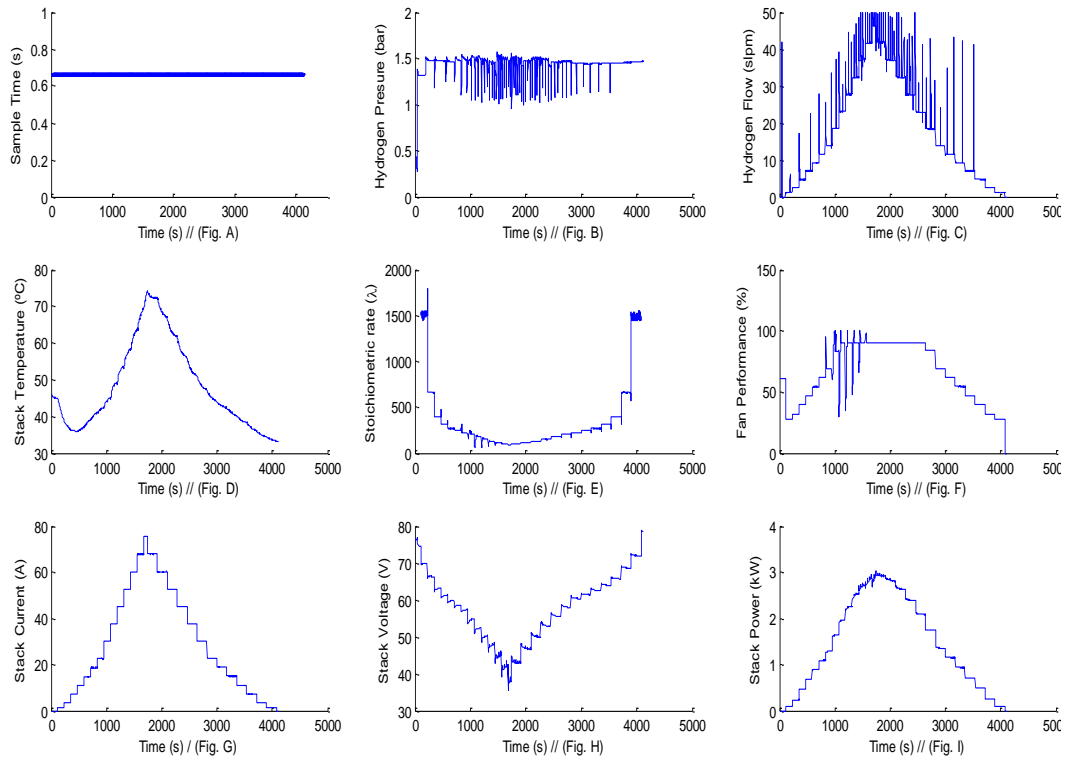 Sample Time (s)
1
0.8
0.6
0.4
0.2
0
0 1000 2000 3000 4000
Time (s) // (Fig. A)
Hydrogen Presure (bar)
2
1.5
1
0.5
0
0 1000 2000 3000 4000 5000
Time (s) // (Fig. B)
Hydrogen Flow (slpm)
50
40
30
20
10
0
0 1000 2000 3000 4000 500
Time (s) // (Fig. C)
Stack Temperature (ºC)
80
70
60
50
40
30
0 1000 2000 3000 4000 5000
Time (s) // (Fig. D)
Stoichiometric rate (λ)
2000
1500
1000
500
0
0 1000 2000 3000 4000 5000
Time (s) // (Fig. E)
Fan Performance (%)
150
100
50
0
0 1000 2000 3000 4000 500
Time (s) // (Fig. F)
Stack Current (A)
80
60
40
20
0
0 1000 2000 3000 4000 5000
Time (s) / (Fig. G)
Stack Voltage (V)
80
70
60
50
40
30
0 1000 2000 3000 4000 5000
Time (s) // (Fig. H)
Stack Power (kW)
4
3
2
1
0
0 1000 2000 3000 4000 500
Time (s) // (Fig. I)